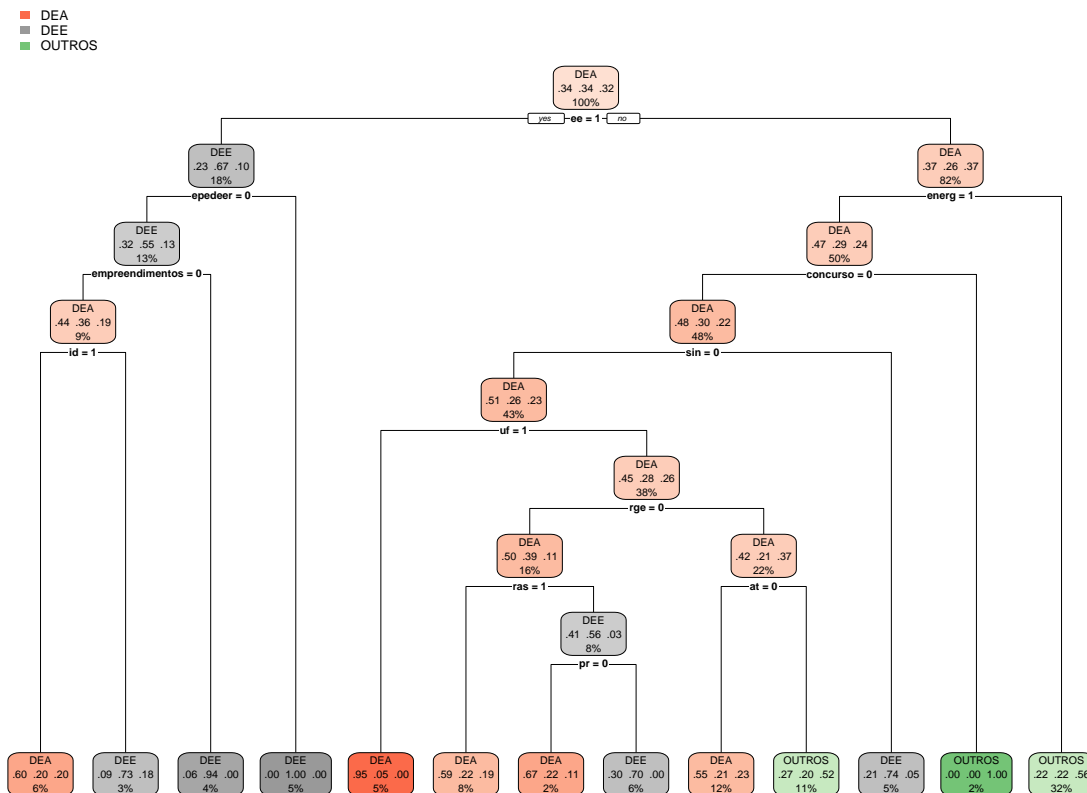 DEA
DEE
OUTROS
DEA
.34 .34 .32
100%
yes ee = 1 no
DEE
.23 .67 .10
18%
DEA
.37 .26 .37
82%
epedeer = 0
energ = 1
DEE
.32 .55 .13
13%
DEA
.47 .29 .24
50%
empreendimentos = 0
concurso = 0
DEA
.44 .36 .19
9%
DEA
.48 .30 .22
48%
id = 1
sin = 0
DEA
.51 .26 .23
43%
uf = 1
DEA
.45 .28 .26
38%
rge = 0
DEA
.50 .39 .11
16%
DEA
.42 .21 .37
22%
ras = 1
at = 0
DEE
.41 .56 .03
8%
pr = 0
DEA
.60 .20 .20
6%
DEE
.09 .73 .18
3%
DEE
.06 .94 .00
4%
DEE
.00 1.00 .00
5%
DEA
.95 .05 .00
5%
DEA
.59 .22 .19
8%
DEA
.67 .22 .11
2%
DEE
.30 .70 .00
6%
DEA
.55 .21 .23
12%
OUTROS
.27 .20 .52
11%
DEE
.21 .74 .05
5%
OUTROS
.00 .00 1.00
2%
OUTROS
.22 .22 .56
32%